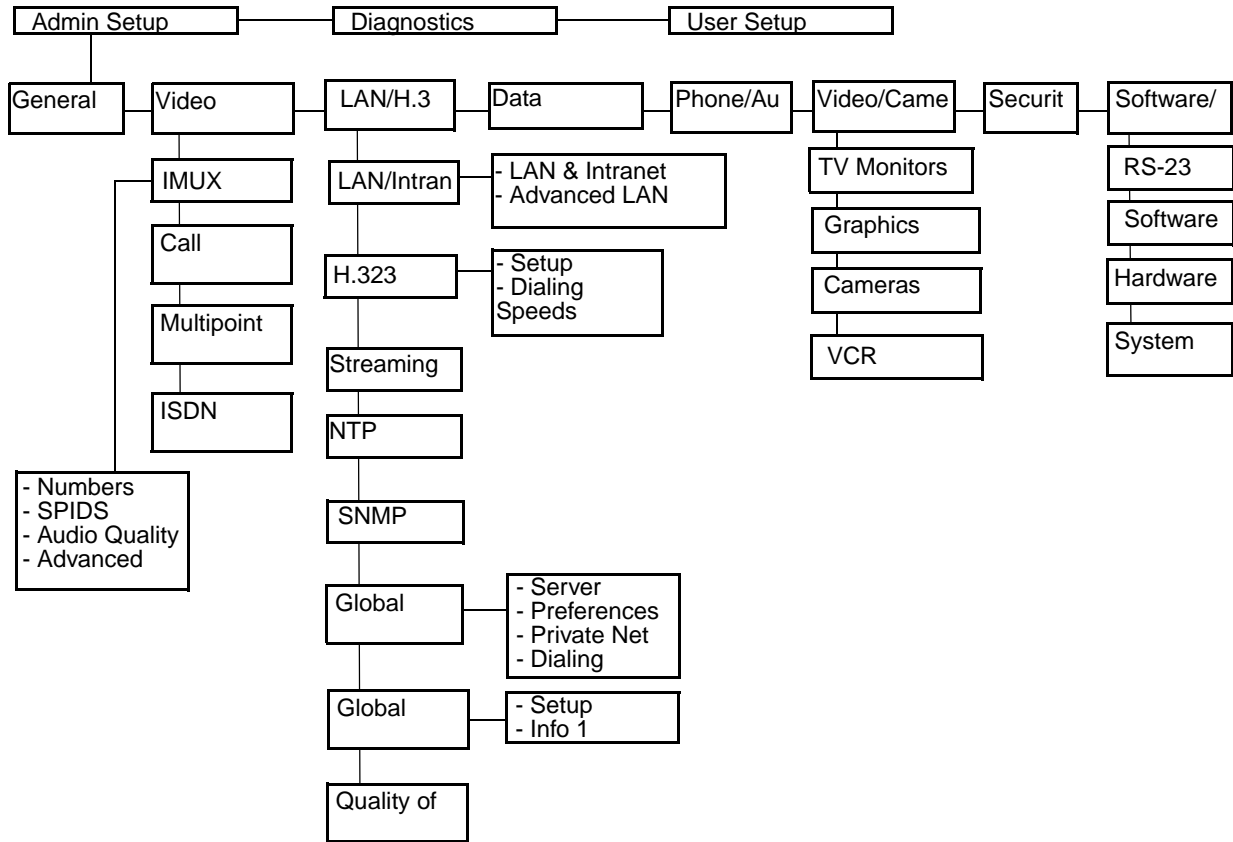 Admin Setup
Diagnostics
User Setup
General
Video
LAN/H.3
Data
Phone/Au
Video/Came
Securit
Software/
IMUX
Call
Multipoint
ISDN
- Numbers
- SPIDS
- Audio Quality
- Advanced
LAN/Intran
- LAN & Intranet
- Advanced LAN
H.323
- Setup
- Dialing
Speeds
Streaming
NTP
SNMP
Global
- Server
- Preferences
- Private Net
- Dialing
Global
- Setup
- Info 1
Quality of
TV Monitors
Graphics
Cameras
VCR
RS-23
Software
Hardware
System